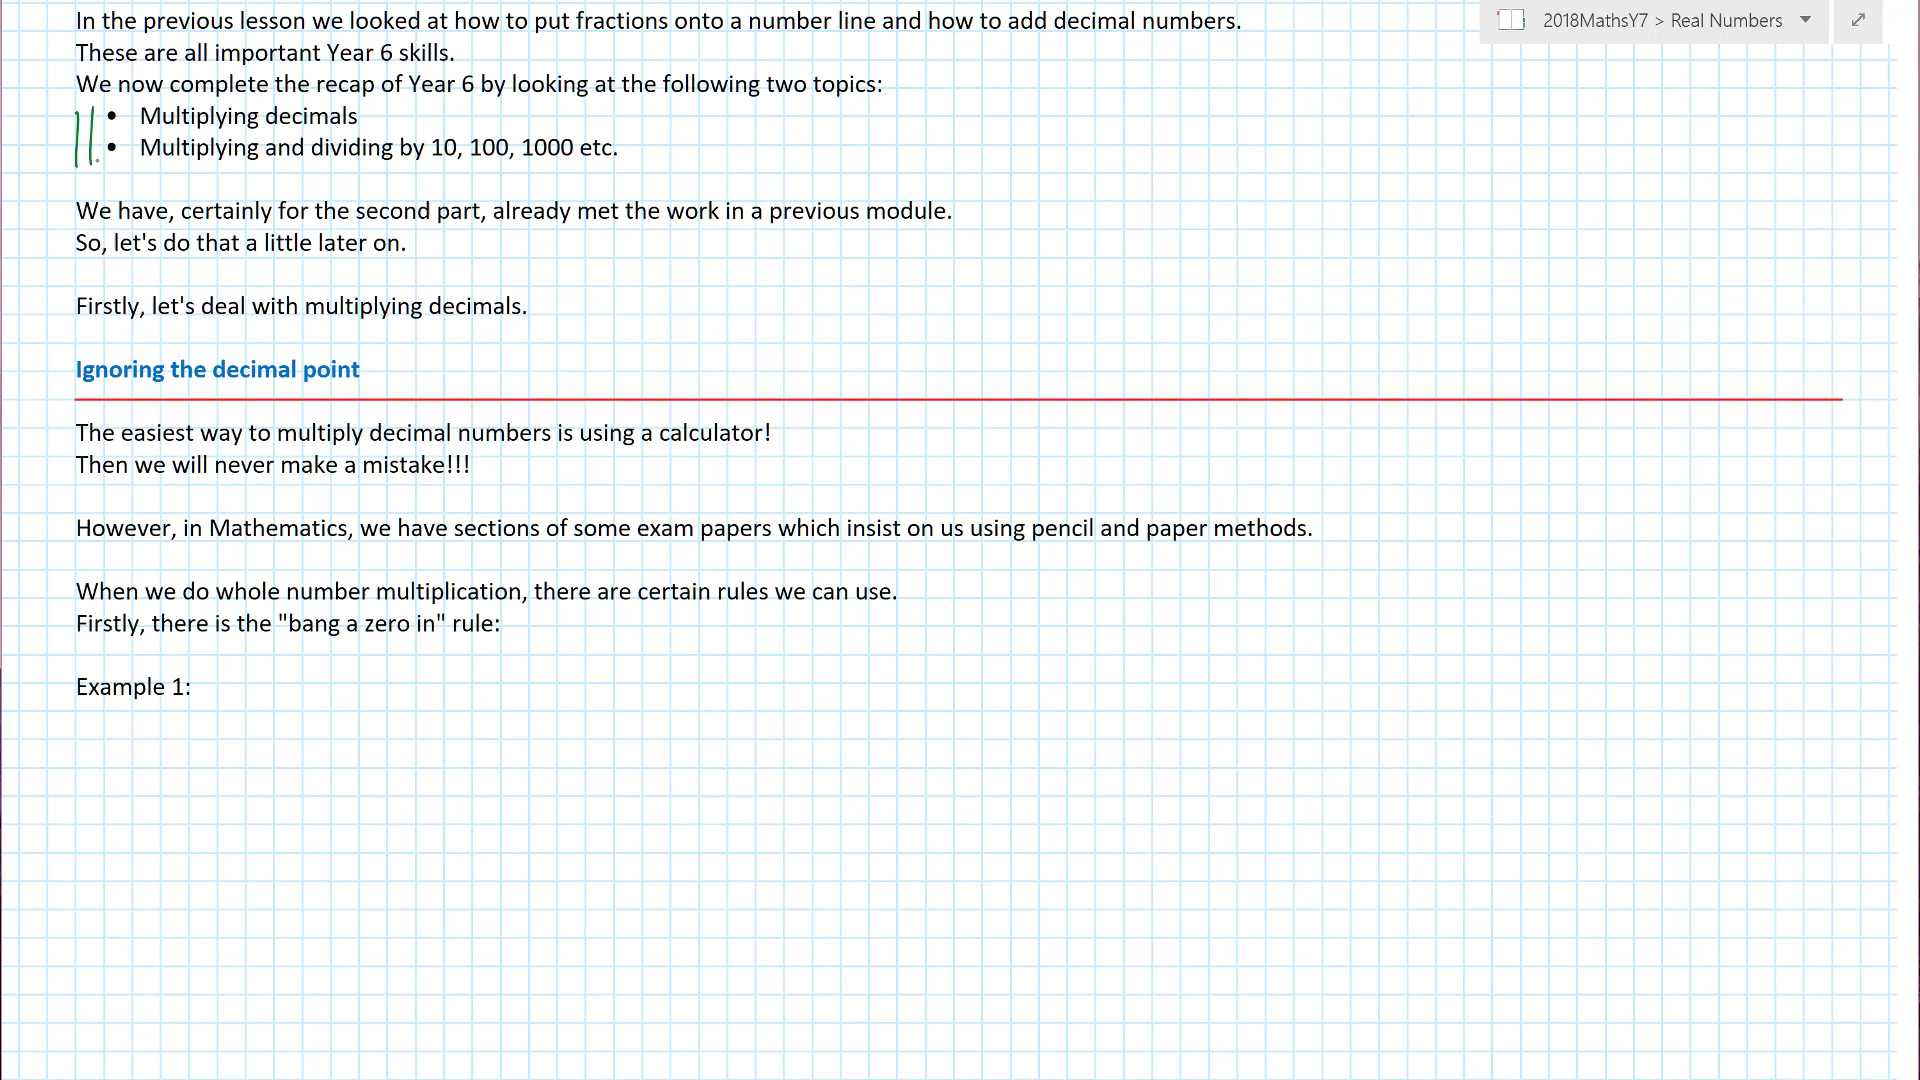 2018MathsY7 > Real Numbers
In the previous lesson we looked at how to put fractions onto a number line and how to add decimal numbers.
These are all important Year 6 skills.
We now complete the recap of Year 6 by looking at the following two topics:
• Multiplying decimals
• Multiplying and dividing by 10, 100, 1000 etc.
We have, certainly for the second part, already met the work in a previous module.
So, let's do that a little later on.
Firstly, let's deal with multiplying decimals.
Ignoring the decimal point
The easiest way to multiply decimal numbers is using a calculator!
Then we will never make a mistake!!!
However, in Mathematics, we have sections of some exam papers which insist on us using pencil and paper methods.
When we do whole number multiplication, there are certain rules we can use.
Firstly, there is the "bang a zero in" rule:
Example 1: